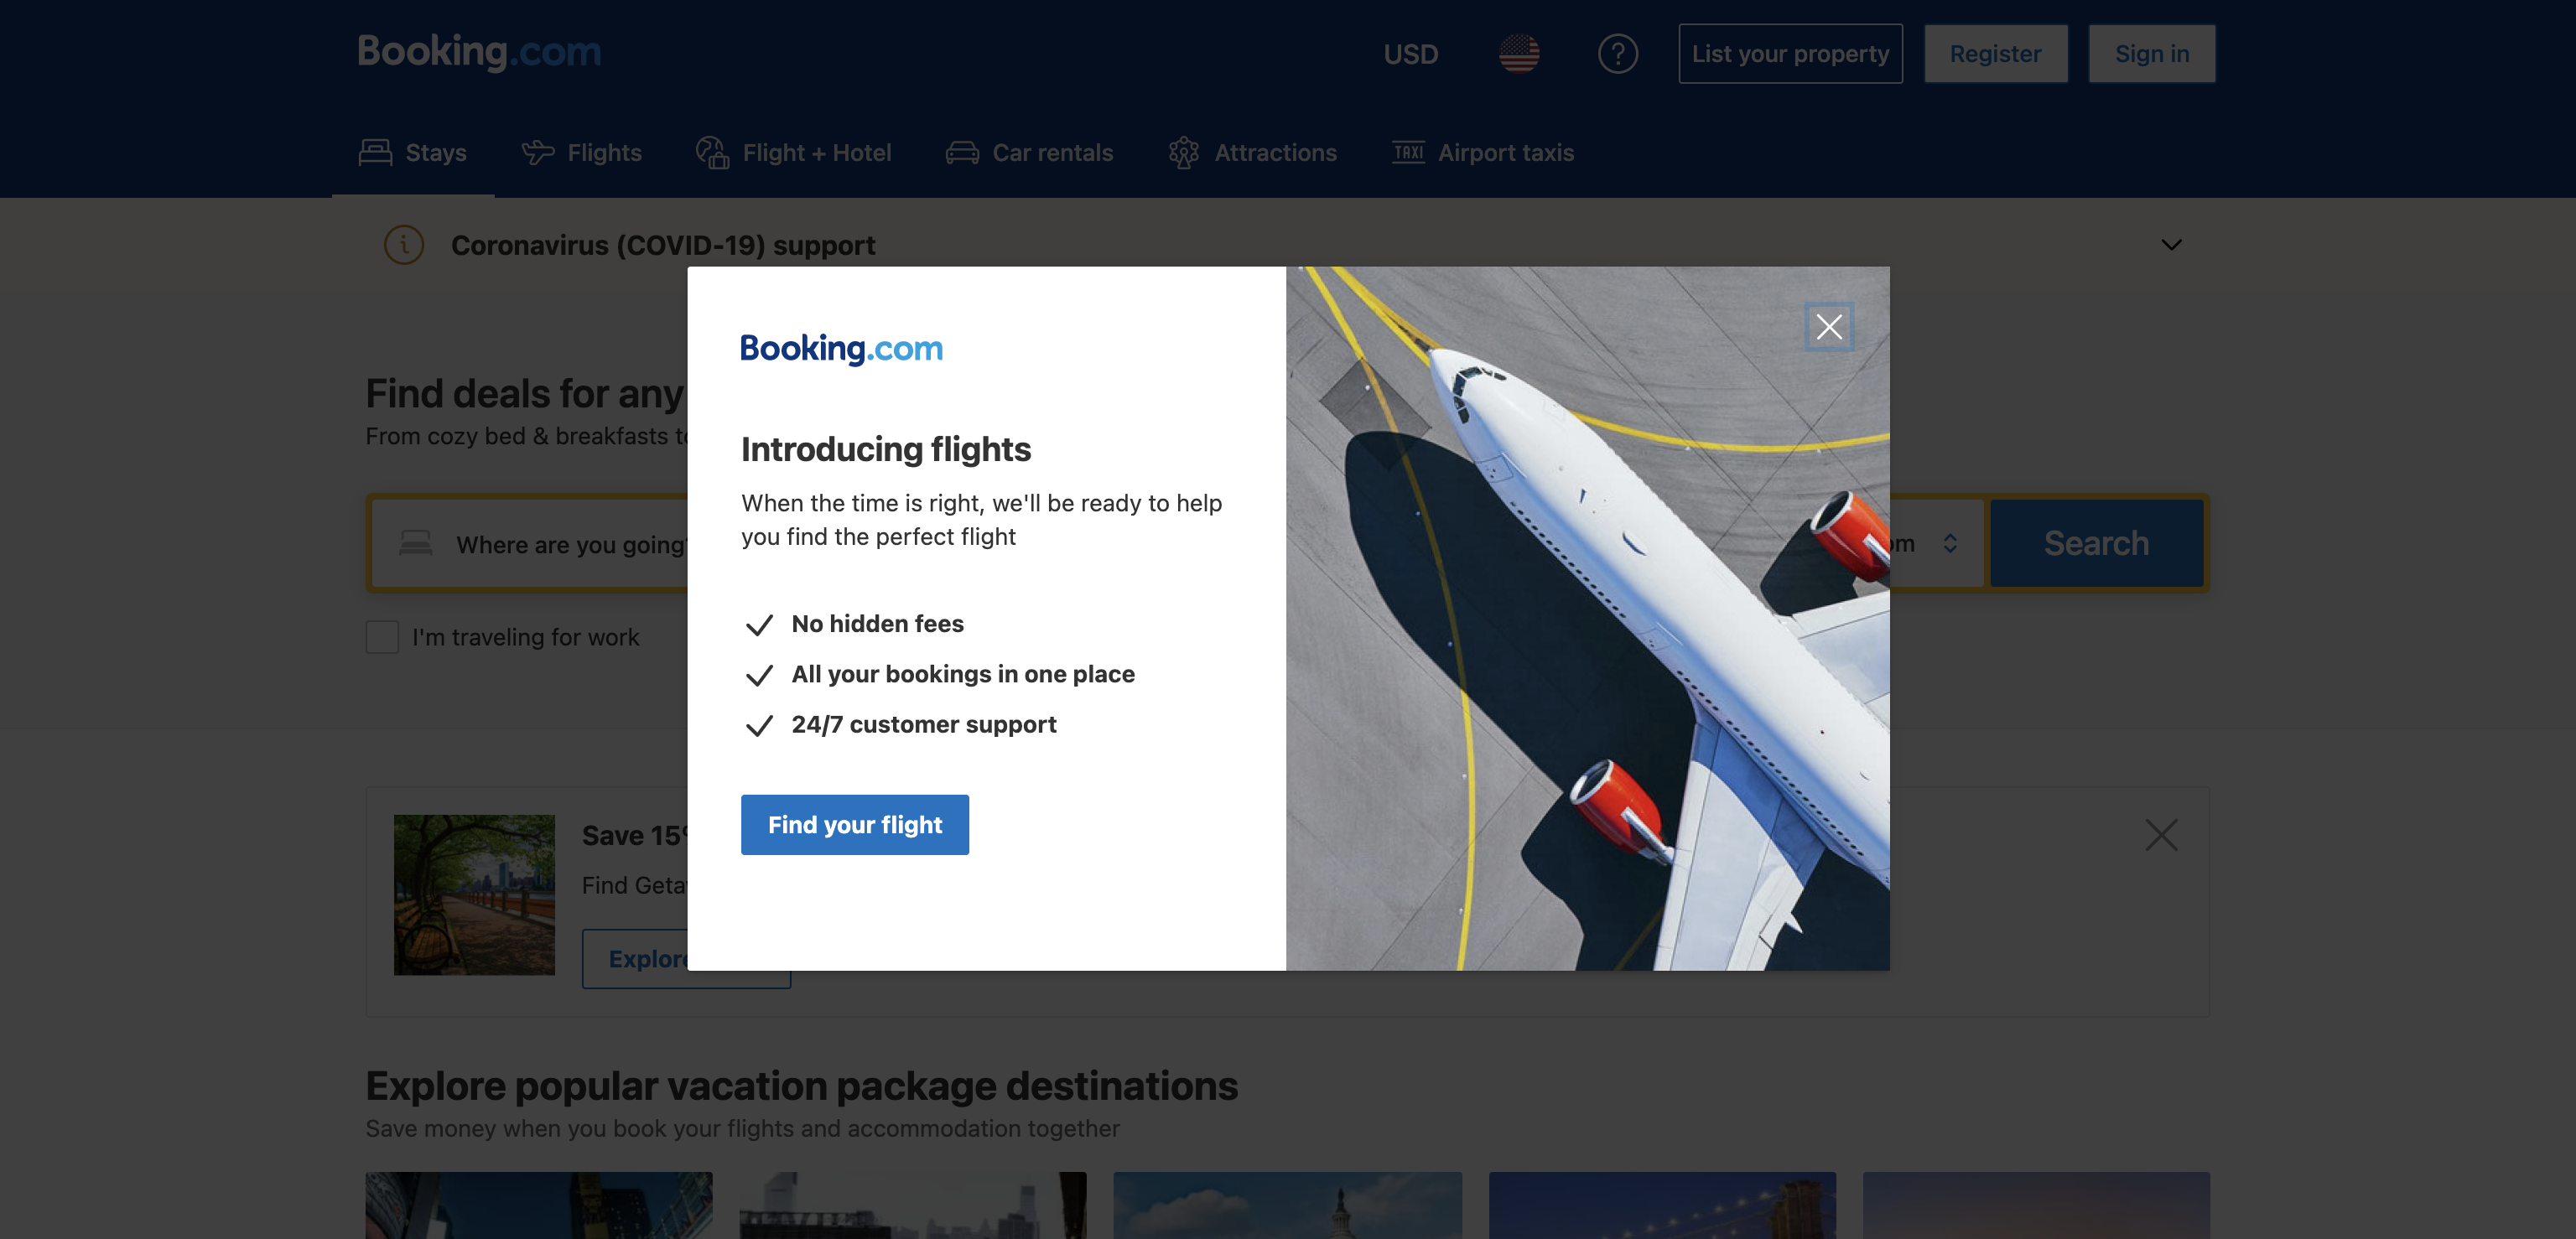 Booking.com
USD
List your property
Register
Sign in
Stays
Flights
Flight + Hotel
Car rentals
Attractions
TAXI
Airport taxis
Coronavirus (COVID-19) support
Find deals for any
From cozy bed & breakfasts
Where are you going?
Search
I'm traveling for work
Booking.com
Introducing flights
When the time is right, we'll be ready to help
you find the perfect flight
No hidden fees
All your bookings in one place
24/7 customer support
Find your flight
Save 15
Find
Explore
Explore popular vacation package destinations
Save money when you book your flights and accommodation together